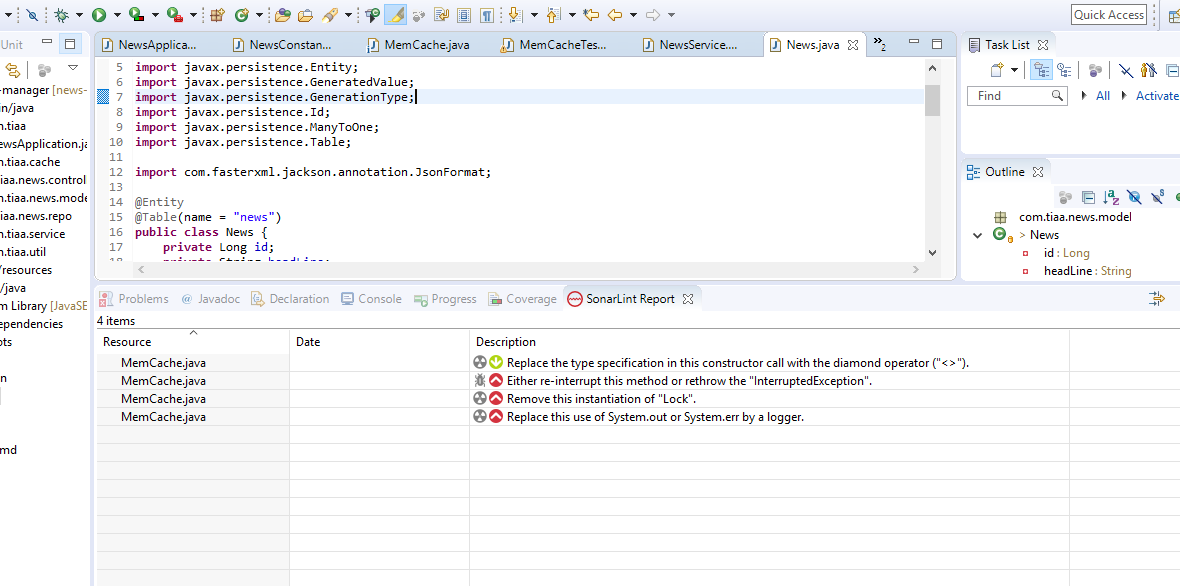 Quick Access
Unit
NewsApplica...
NewsConstan...
MemCache.java
MemCacheTes...
NewsService....
News.java
2
Task List
-manager [news-
in/java
n.tiaa
ewsApplication.ja
n.tiaa.cache
iaa.news.control
n.tiaa.news.mode
iaa.news.repo
n.tiaa.service
n.tiaa.util
/resources
/java
m Library [JavaSE
ependencies
ots
n
md
5 import javax.persistence.Entity;
6 import javax.persistence.GeneratedValue;
7 import javax.persistence.GenerationType;
8 import javax.persistence.Id;
9 import javax.persistence.ManyToOne;
10 import javax.persistence.Table;
11
12 import com.fasterxml.jackson.annotation.JsonFormat;
13
14 @Entity
15 @Table(name = "news")
16 public class News {
17 private Long id;
18 private String headLine;
Find
All
Activate
Outline
com.tiaa.news.model
> News
id : Long
headLine : String
Problems
@ Javadoc
Declaration
Console
Progress
Coverage
SonarLint Report
4 items
Resource Date Description
MemCache.java Replace the type specification in this constructor call with the diamond operator ("<>").
MemCache.java Either re-interrupt this method or rethrow the "InterruptedException".
MemCache.java Remove this instantiation of "Lock".
MemCache.java Replace this use of System.out or System.err by a logger.